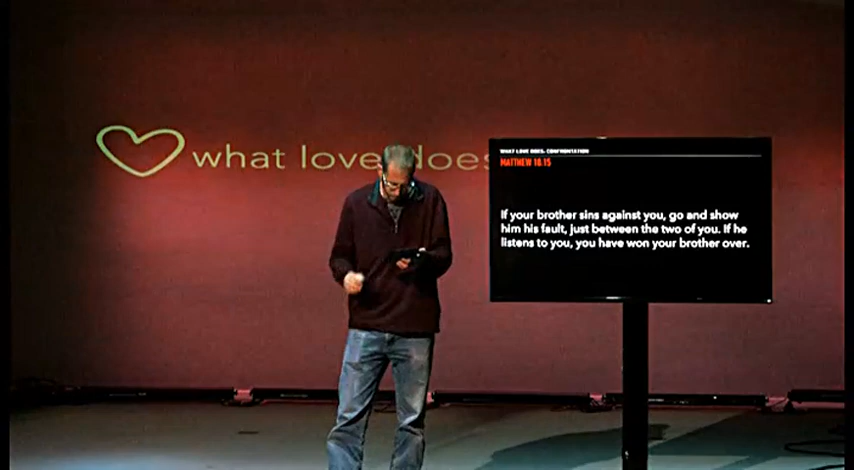 what love does
WHAT LOVE DOES: CONFRONTATION
MATTHEW 18.15
If your brother sins against you, go and show
him his fault, just between the two of you. If he
listens to you, you have won your brother over.